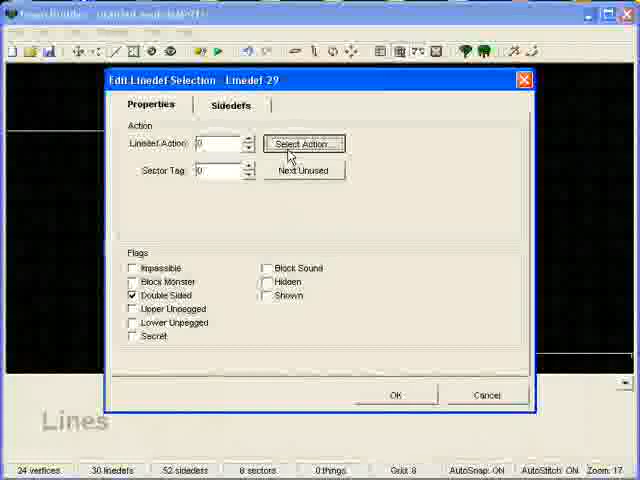 Edit Linedef Selection - Linedef 29
Properties
Sidedefs
Action
Linedef Action: 0 Select Action...
Sector Tag: 0 Next Unused
Flags
Impassible Block Sound
Block Monster Hidden
Double Sided Shown
Upper Unpegged
Lower Unpegged
Secret
OK Cancel
Lines
24 vertices 30 linedefs 52 sidedefs 8 sectors 0 things Grid: 8 AutoSnap: ON AutoStitch: ON Zoom: 17